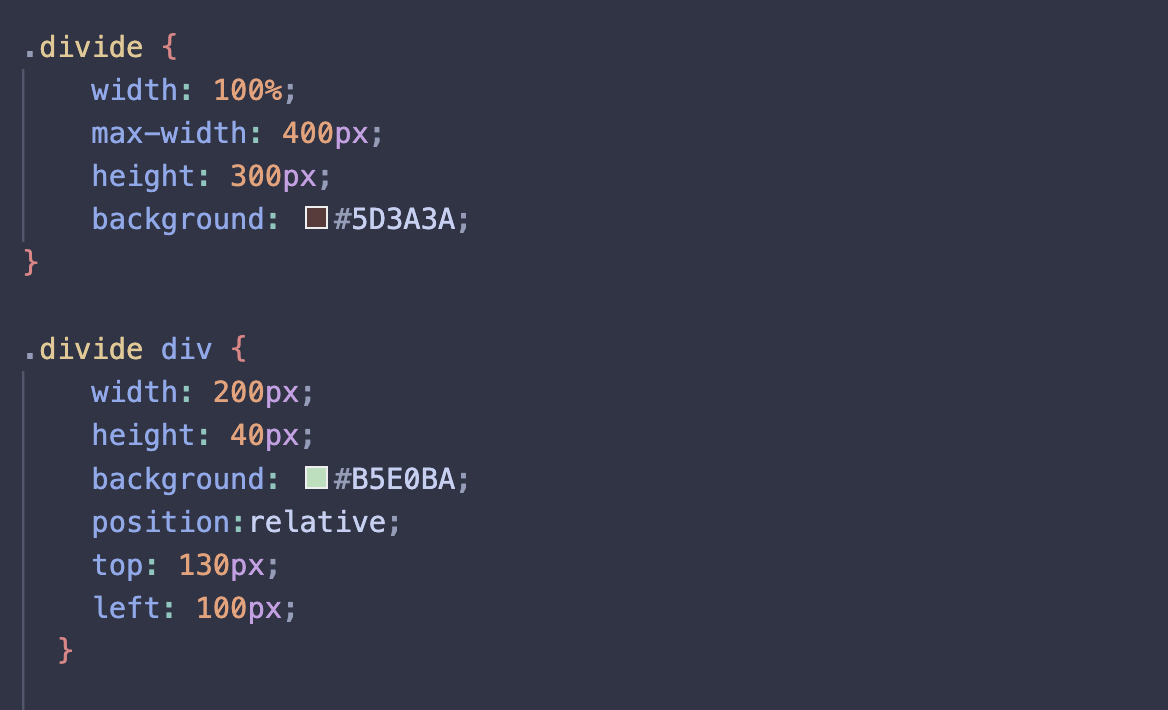 .divide {
width: 100%;
max-width: 400px;
height: 300px;
background: #5D3A3A;
}
.divide div {
width: 200px;
height: 40px;
background: #B5E0BA;
position:relative;
top: 130px;
left: 100px;
}